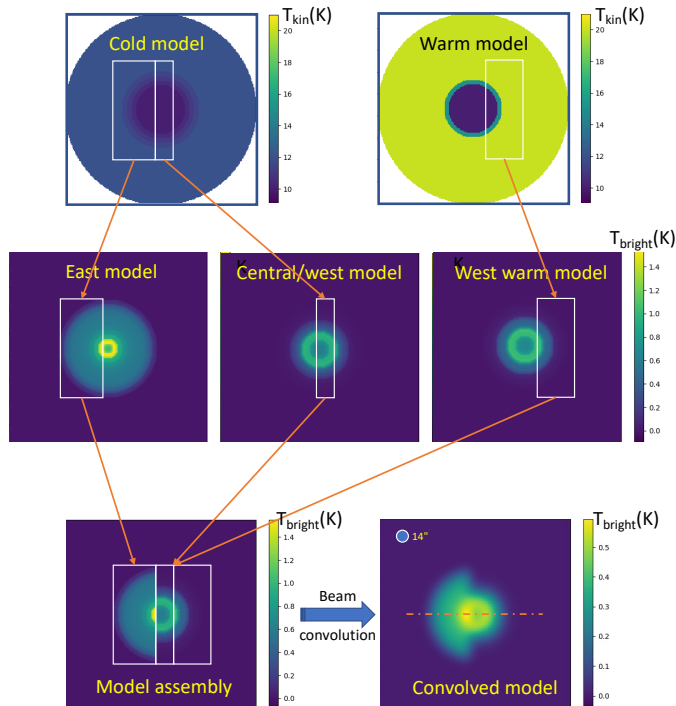 T_kin(K)
T_kin(K)
Cold model
Warm model
20
18
16
14
12
10
20
18
16
14
12
10
T_bright(K)
K
K
East model
Central/west model
West warm model
1.4
1.2
1.0
0.8
0.6
0.4
0.2
0.0
T_bright(K)
T_bright(K)
14"
1.4
1.2
1.0
0.8
0.6
0.4
0.2
0.0
Beam
convolution
0.5
0.4
0.3
0.2
0.1
0.0
Model assembly
Convolved model